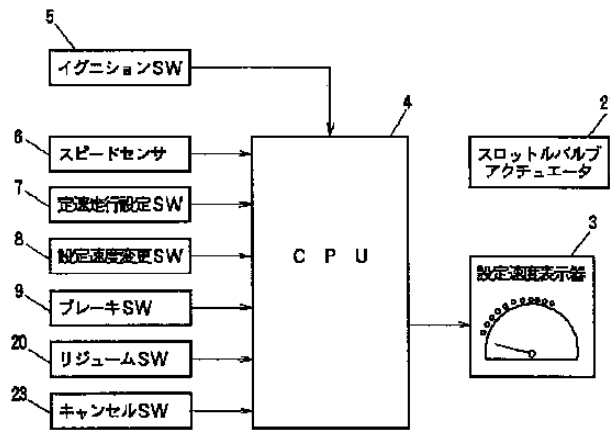 5
イグニションSW
6
スピードセンサ
7
定速走行設定SW
8
設定速度変更SW
9
ブレーキSW
20
リジュームSW
23
キャンセルSW
4
CPU
2
スロットルバルブ
アクチュエータ
3
設定速度表示器